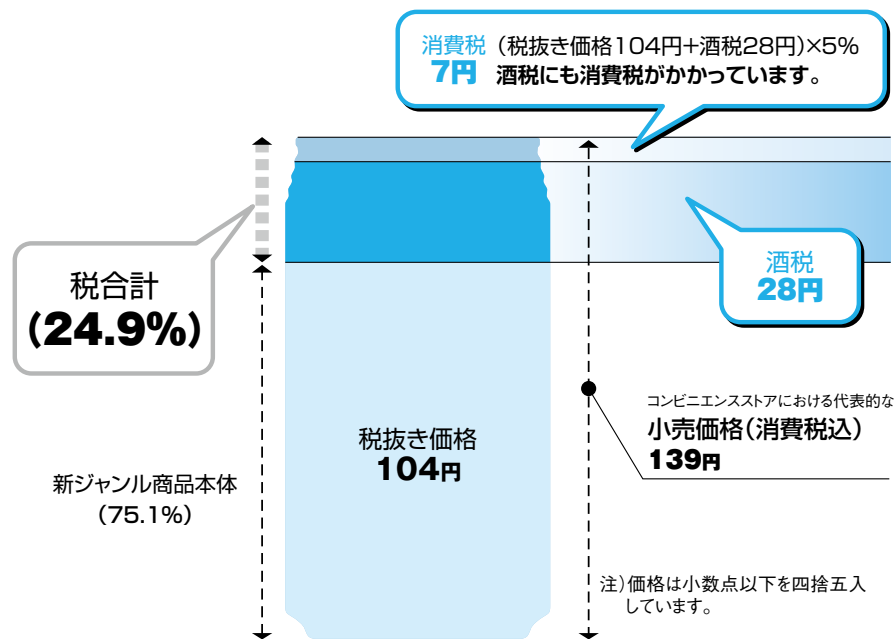 消費税 (税抜き価格104円+酒税28円)×5%
7円 酒税にも消費税がかかっています。
税合計
(24.9%)
酒税
28円
コンビニエンスストアにおける代表的な
小売価格(消費税込)
139円
税抜き価格
104円
新ジャンル商品本体
(75.1%)
注)価格は小数点以下を四捨五入
しています。